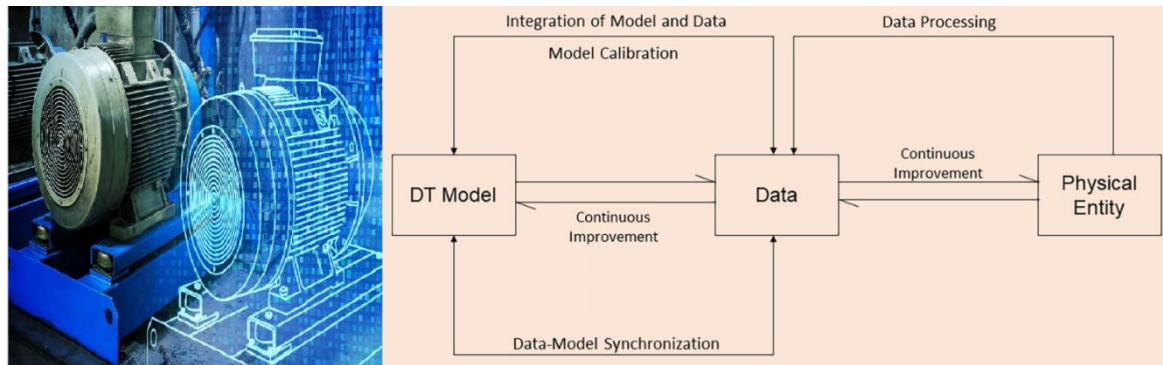 Integration of Model and Data
Model Calibration
Data Processing
DT Model
Data
Physical
Entity
Continuous
Improvement
Continuous
Improvement
Data-Model Synchronization